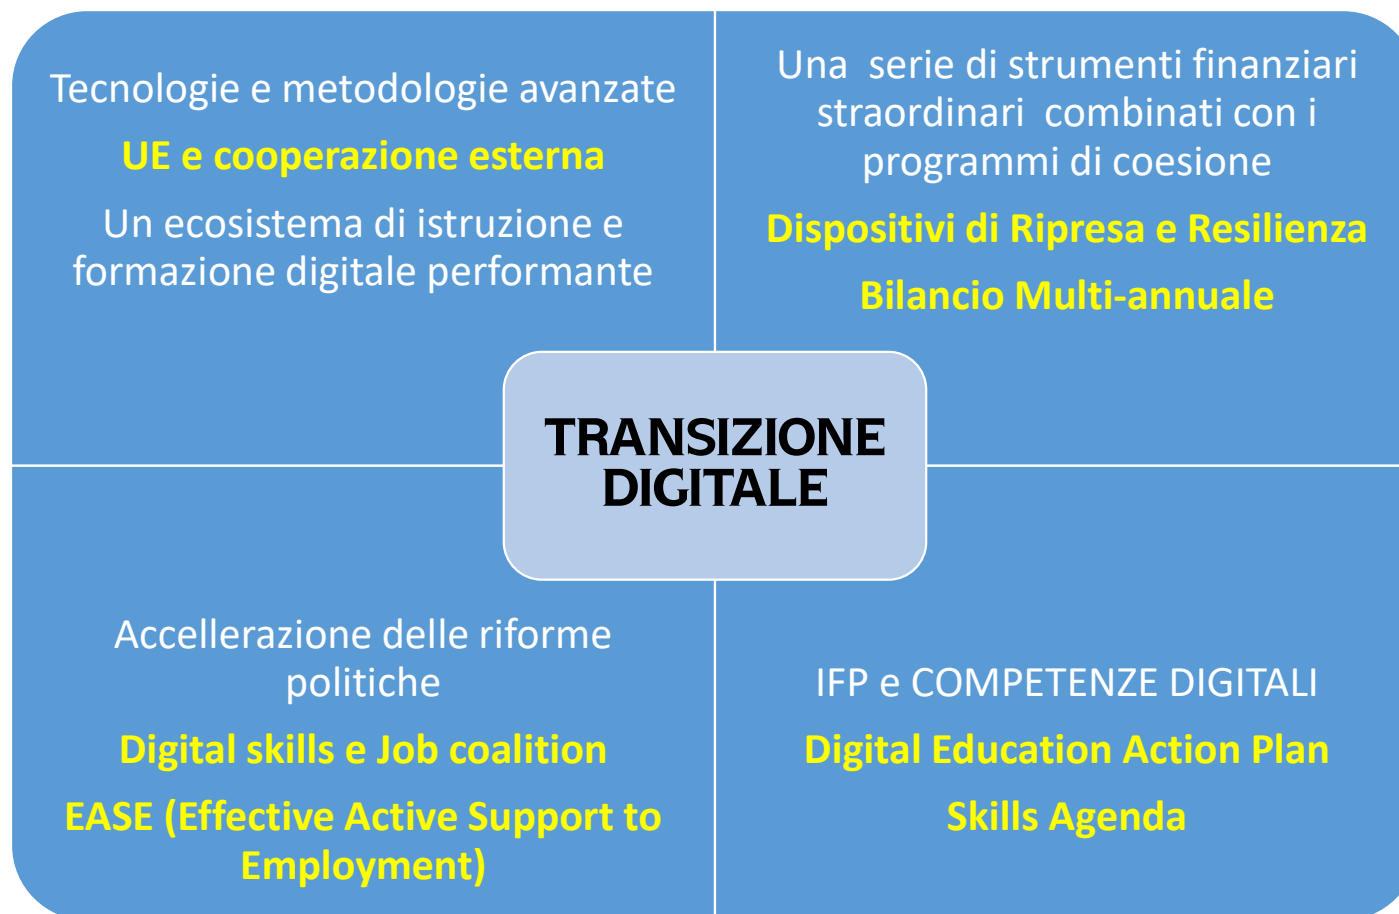 Tecnologie e metodologie avanzate
UE e cooperazione esterna
Un ecosistema di istruzione e
formazione digitale performante
Una serie di strumenti finanziari
straordinari combinati con i
programmi di coesione
Dispositivi di Ripresa e Resilienza
Bilancio Multi-annuale
TRANSIZIONE
DIGITALE
Accellerazione delle riforme
politiche
Digital skills e Job coalition
EASE (Effective Active Support to
Employment)
IFP e COMPETENZE DIGITALI
Digital Education Action Plan
Skills Agenda